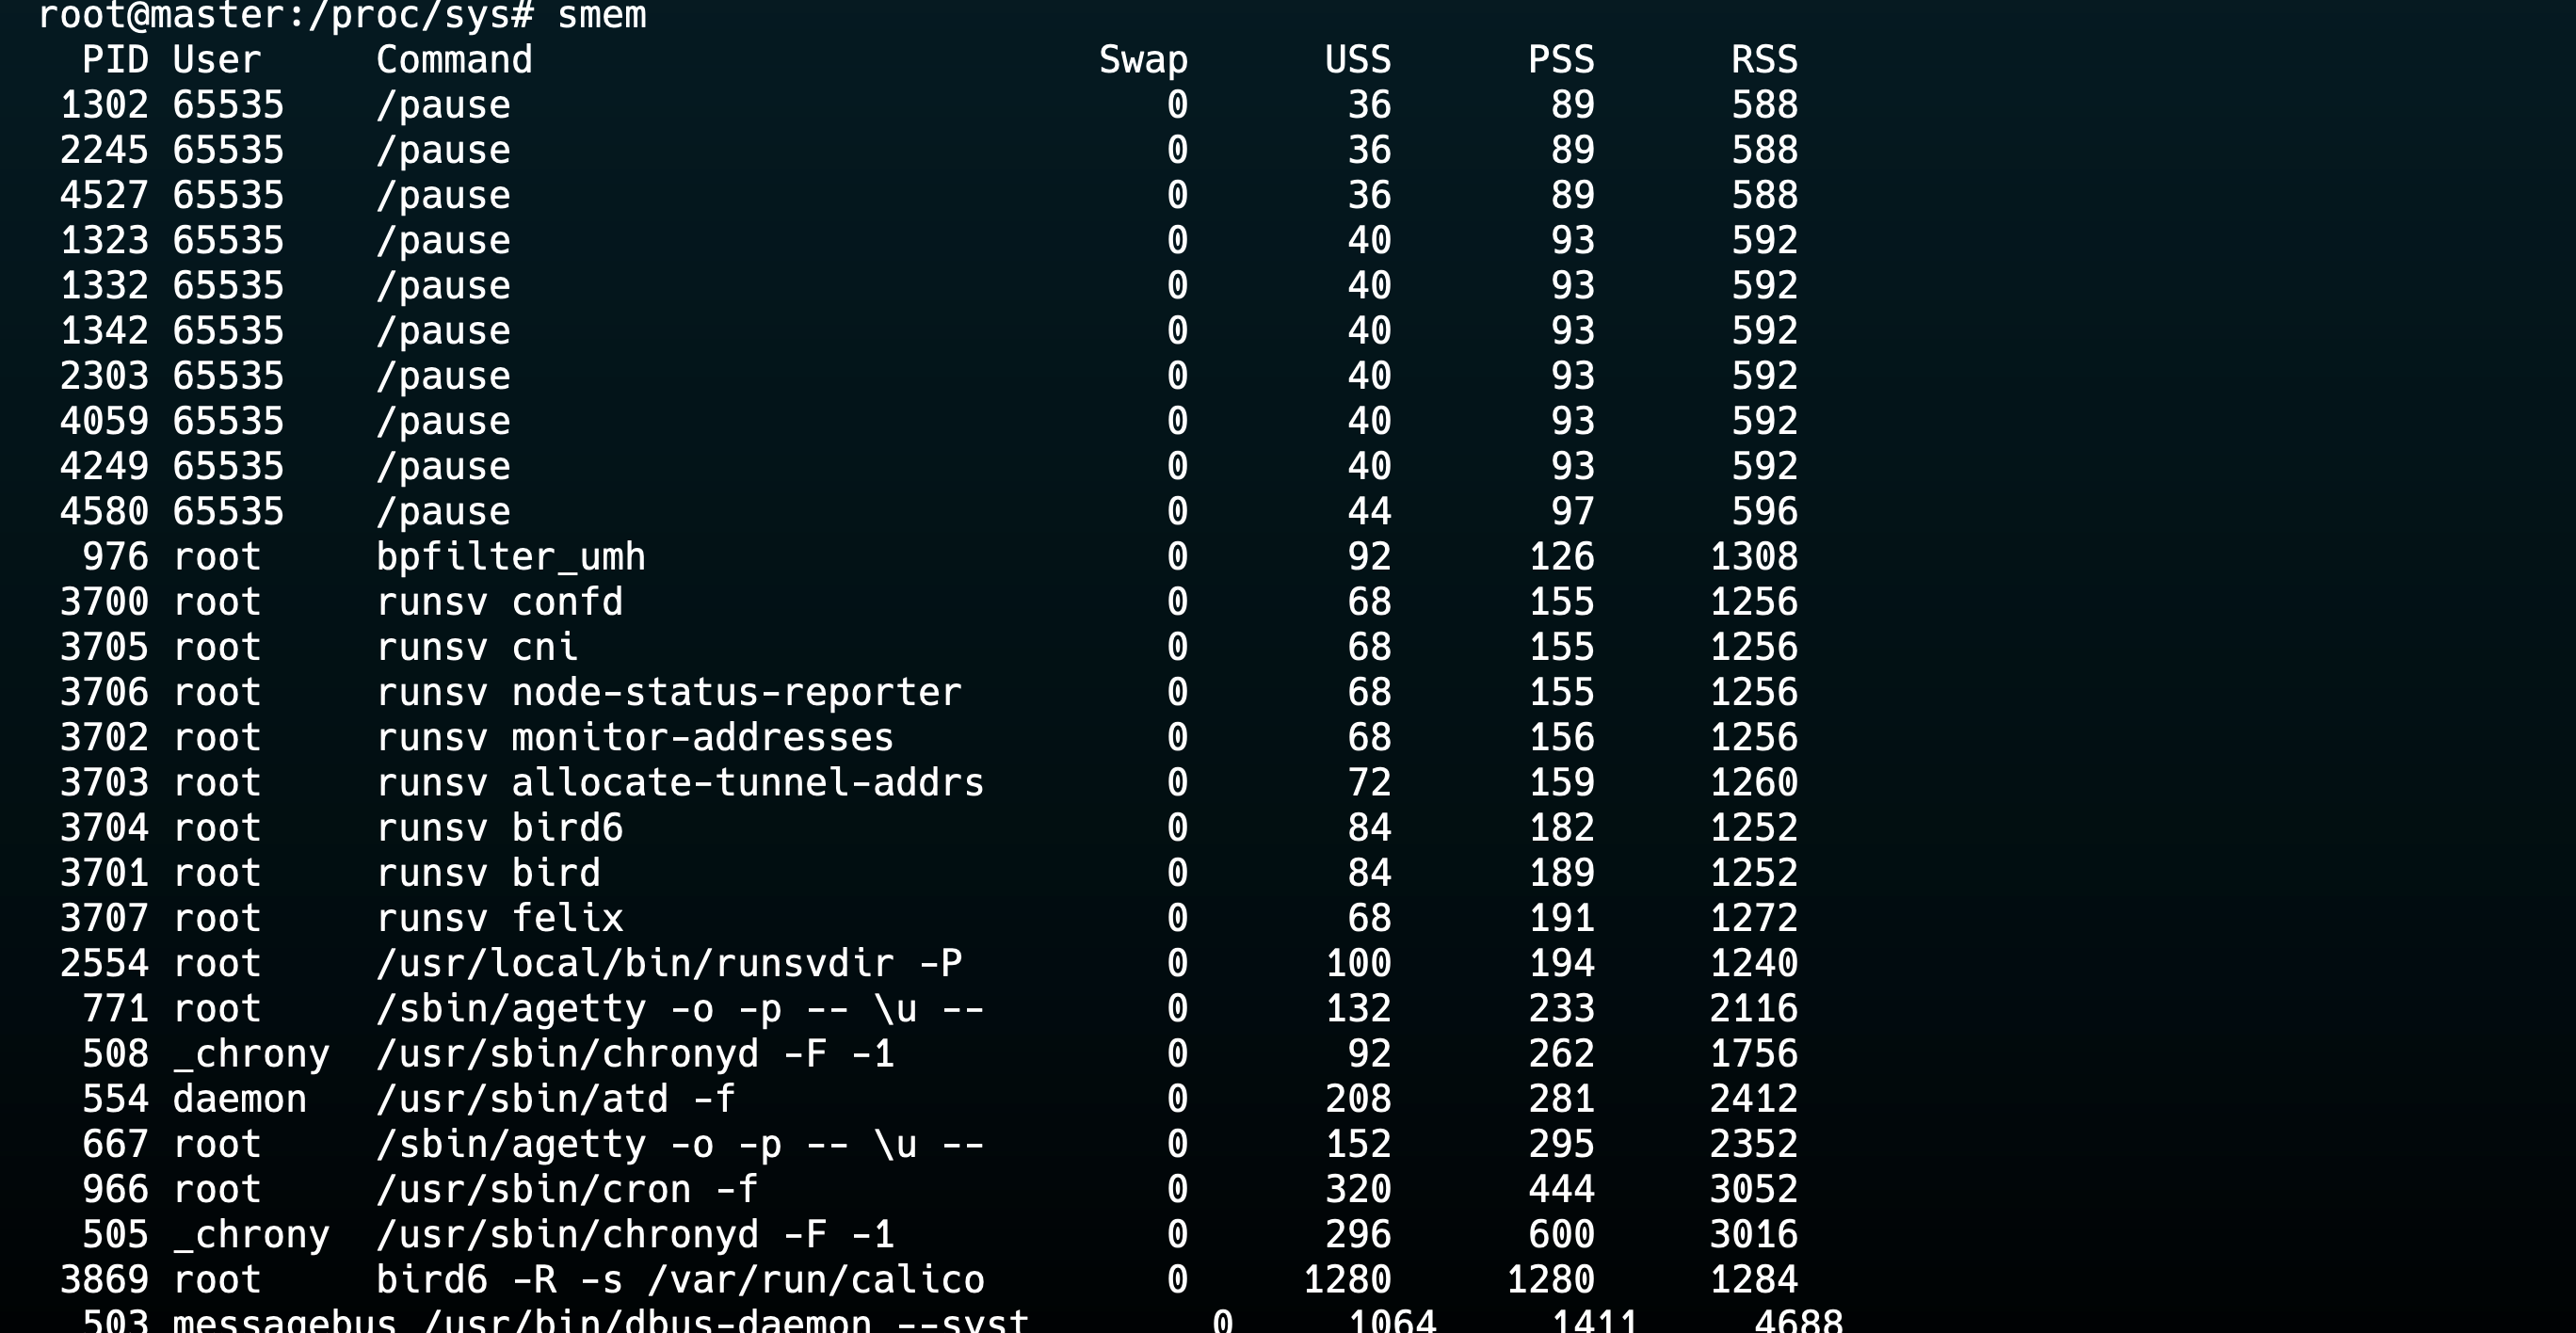 root@master:/proc/sys# smem
  PID User     Command                         Swap      USS      PSS      RSS
 1302 65535    /pause                             0       36       89      588
 2245 65535    /pause                             0       36       89      588
 4527 65535    /pause                             0       36       89      588
 1323 65535    /pause                             0       40       93      592
 1332 65535    /pause                             0       40       93      592
 1342 65535    /pause                             0       40       93      592
 2303 65535    /pause                             0       40       93      592
 4059 65535    /pause                             0       40       93      592
 4249 65535    /pause                             0       40       93      592
 4580 65535    /pause                             0       44       97      596
  976 root     bpfilter_umh                       0       92      126     1308
 3700 root     runsv confd                        0       68      155     1256
 3705 root     runsv cni                          0       68      155     1256
 3706 root     runsv node-status-reporter         0       68      155     1256
 3702 root     runsv monitor-addresses            0       68      156     1256
 3703 root     runsv allocate-tunnel-addrs        0       72      159     1260
 3704 root     runsv bird6                        0       84      182     1252
 3701 root     runsv bird                         0       84      189     1252
 3707 root     runsv felix                        0       68      191     1272
 2554 root     /usr/local/bin/runsvdir -P         0      100      194     1240
  771 root     /sbin/agetty -o -p -- \u --        0      132      233     2116
  508 _chrony  /usr/sbin/chronyd -F -1            0       92      262     1756
  554 daemon   /usr/sbin/atd -f                   0      208      281     2412
  667 root     /sbin/agetty -o -p -- \u --        0      152      295     2352
  966 root     /usr/sbin/cron -f                  0      320      444     3052
  505 _chrony  /usr/sbin/chronyd -F -1            0      296      600     3016
 3869 root     bird6 -R -s /var/run/calico        0     1280     1280     1284
  503 messagebus /usr/bin/dbus-daemon --syst        0     1064     1411     4688